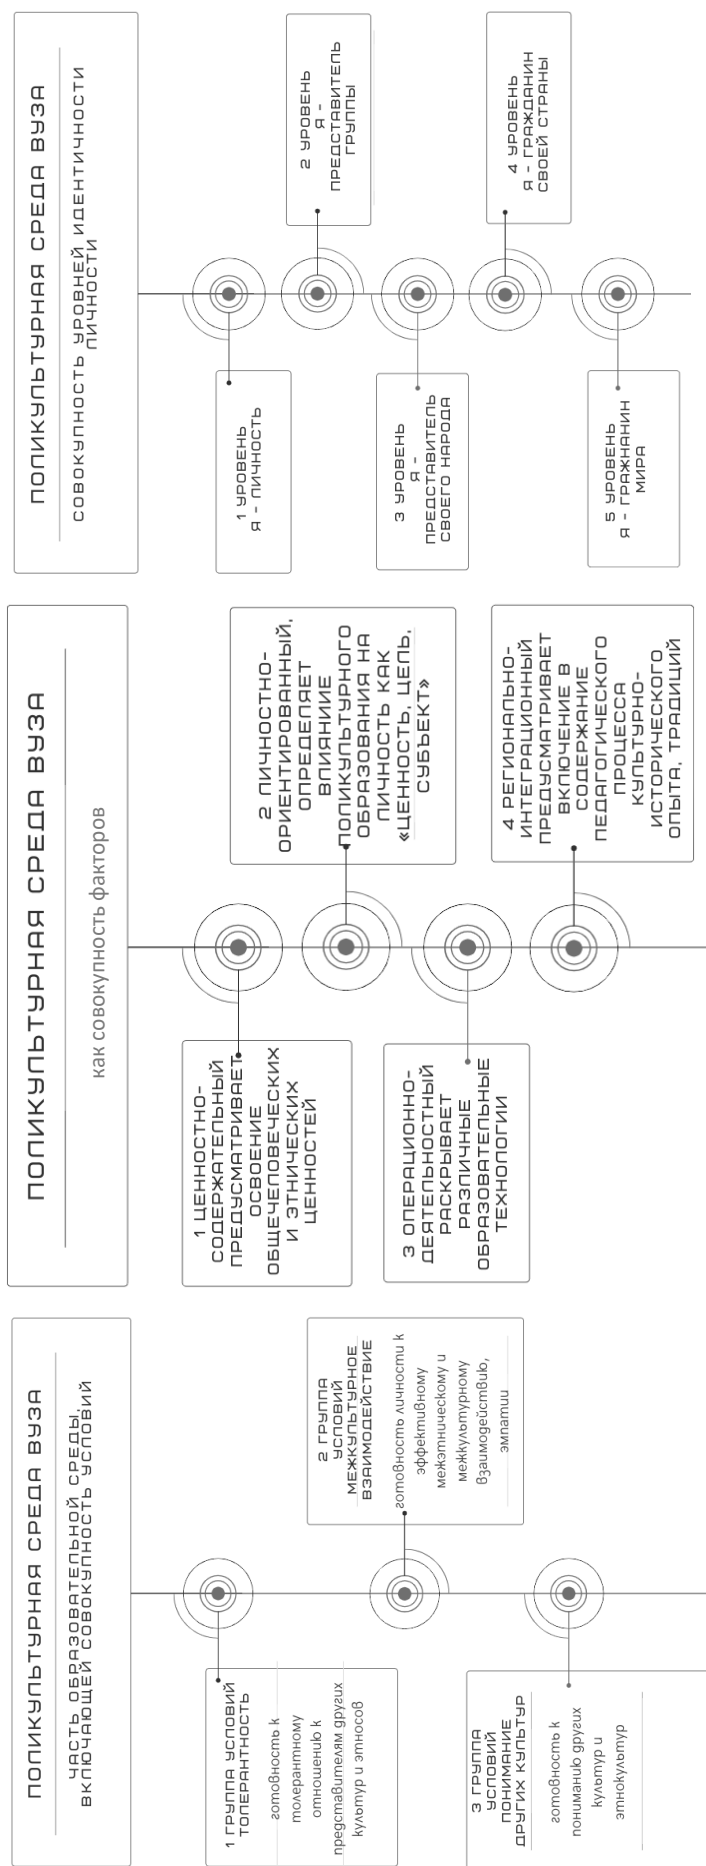 ПОЛИКУЛЬТУРНАЯ СРЕДА ВУЗА
ЧАСТЬ ОБРАЗОВАТЕЛЬНОЙ СРЕДЫ,
ВКЛЮЧАЮЩЕЙ СОВОКУПНОСТЬ УСЛОВИЙ
1 ГРУППА УСЛОВИЙ
ТОЛЕРАНТНОСТЬ
готовность к
толерантному
отношению к
представителям других
культур и этносов
2 ГРУППА
УСЛОВИЙ
МЕЖКУЛЬТУРНОЕ
ВЗАИМОДЕЙСТВИЕ
готовность личности к
эффективному
межэтническому и
межкультурному
взаимодействию,
эмпатии
3 ГРУППА
УСЛОВИЙ
ПОНИМАНИЕ
ДРУГИХ КУЛЬТУР
готовность к
пониманию других
культур и
этнокультур
ПОЛИКУЛЬТУРНАЯ СРЕДА ВУЗА
как совокупность факторов
1 ЦЕННОСТНО-
СОДЕРЖАТЕЛЬНЫЙ
ПРЕДУСМАТРИВАЕТ
ОСВОЕНИЕ
ОБЩЕЧЕЛОВЕЧЕСКИХ
И ЭТНИЧЕСКИХ
ЦЕННОСТЕЙ
2 ЛИЧНОСТНО-
ОРИЕНТИРОВАННЫЙ,
ОПРЕДЕЛЯЕТ
ВЛИЯНИИЕ
ПОЛИКУЛЬТУРНОГО
ОБРАЗОВАНИЯ НА
ЛИЧНОСТЬ КАК
«ЦЕННОСТЬ, ЦЕЛЬ,
СУБЪЕКТ»
3 ОПЕРАЦИОННО-
ДЕЯТЕЛЬНОСТНЫЙ
РАСКРЫВАЕТ
РАЗЛИЧНЫЕ
ОБРАЗОВАТЕЛЬНЫЕ
ТЕХНОЛОГИИ
4 РЕГИОНАЛЬНО-
ИНТЕГРАЦИОННЫЙ
ПРЕДУСМАТРИВАЕТ
ВКЛЮЧЕНИЕ В
СОДЕРЖАНИЕ
ПЕДАГОГИЧЕСКОГО
ПРОЦЕССА
КУЛЬТУРНО-
ИСТОРИЧЕСКОГО
ОПЫТА, ТРАДИЦИЙ
ПОЛИКУЛЬТУРНАЯ СРЕДА ВУЗА
СОВОКУПНОСТЬ УРОВНЕЙ ИДЕНТИЧНОСТИ
ЛИЧНОСТИ
1 УРОВЕНЬ
Я - ЛИЧНОСТЬ
2 УРОВЕНЬ
Я -
ПРЕДСТАВИТЕЛЬ
ГРУППЫ
3 УРОВЕНЬ
Я -
ПРЕДСТАВИТЕЛЬ
СВОЕГО НАРОДА
4 УРОВЕНЬ
Я - ГРАЖДАНИН
СВОЕЙ СТРАНЫ
5 УРОВЕНЬ
Я - ГРАЖНАНИН
МИРА